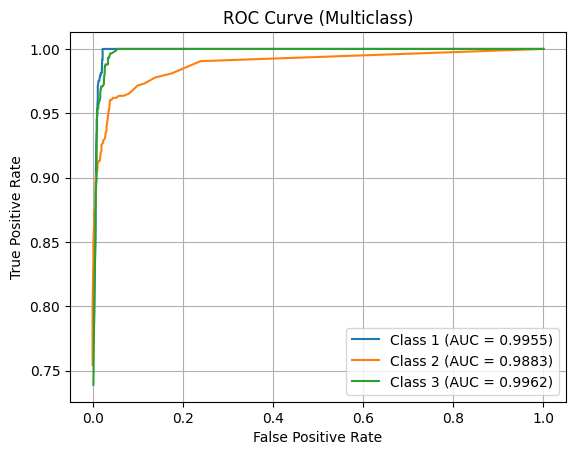 ROC Curve (Multiclass)
True Positive Rate
1.00
0.95
0.90
0.85
0.80
0.75
Class 1 (AUC = 0.9955)
Class 2 (AUC = 0.9883)
Class 3 (AUC = 0.9962)
0.0 0.2 0.4 0.6 0.8 1.0
False Positive Rate